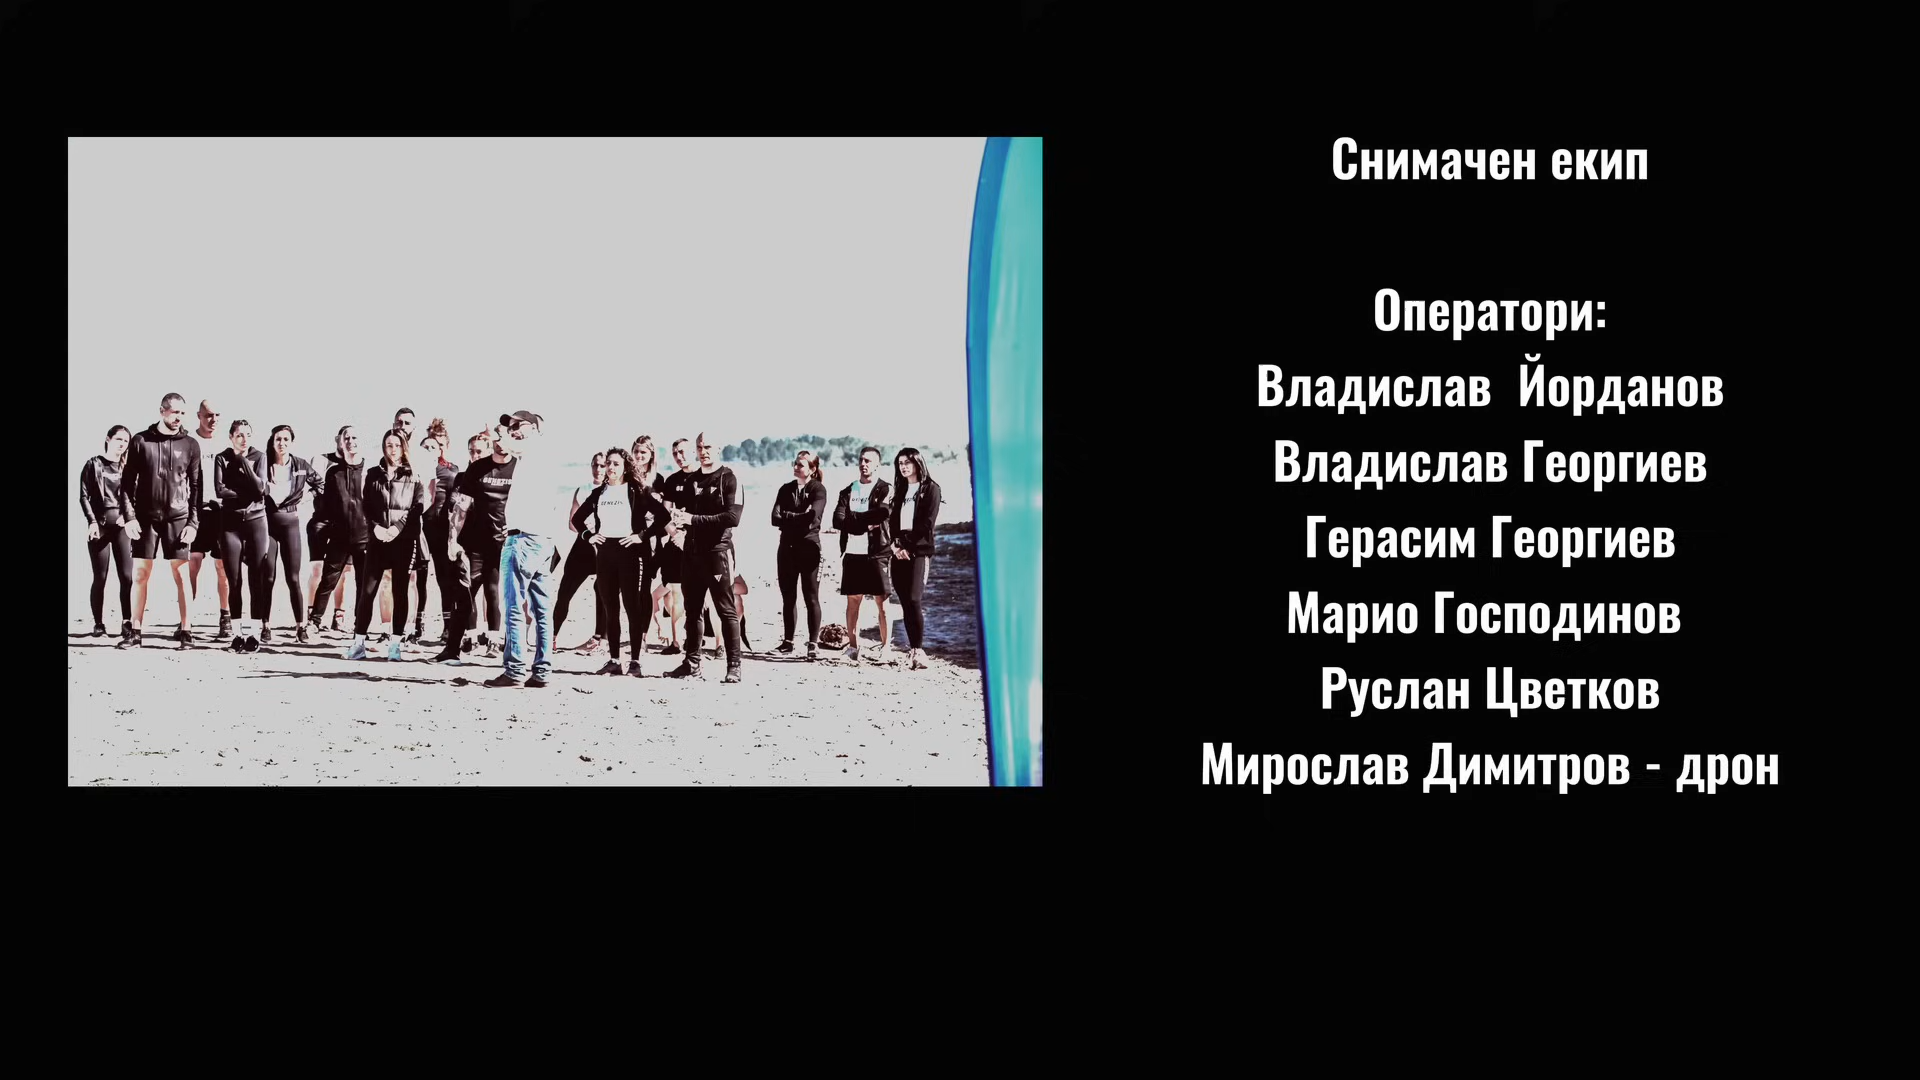 Снимачен екип
Оператори:
Владислав Йорданов
Владислав Георгиев
Герасим Георгиев
Марио Господинов
Руслан Цветков
Мирослав Димитров - дрон